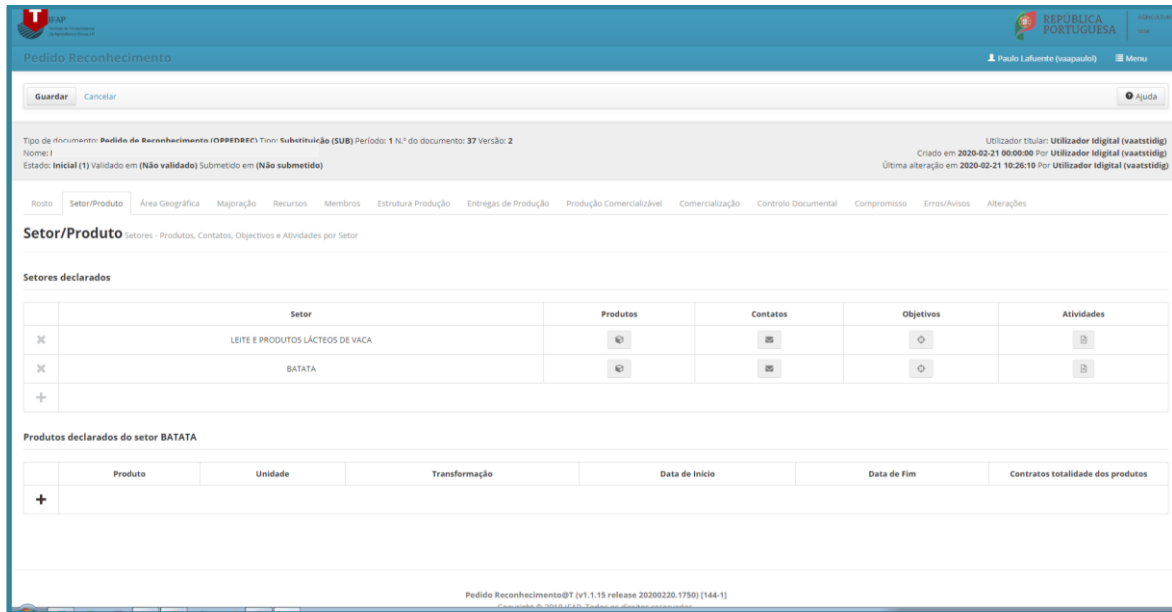 IFAP
REPÚBLICA
PORTUGUESA
Pedido Reconhecimento
Paulo Lafuente (vaapaulol) Menu
Guardar Cancelar Ajuda
Tipo de documento: Pedido de Reconhecimento (OPPEDREC) Tipo: Substituição (SUB) Período: 1 N.º do documento: 37 Versão: 2
Utilizador titular: Utilizador Idigital (vaatstidig)
Nome: I
Criado em 2020-02-21 00:00:00 Por Utilizador Idigital (vaatstidig)
Estado: Inicial (1) Validado em (Não validado) Submetido em (Não submetido)
Última alteração em 2020-02-21 10:26:10 Por Utilizador Idigital (vaatstidig)
Rosto Setor/Produto Área Geográfica Majoração Recursos Membros Estrutura Produção Entregas de Produção Produção Comercializável Comercialização Controlo Documental Compromisso Erros/Avisos Alterações
Setor/Produto Setores - Produtos, Contatos, Objectivos e Atividades por Setor
Setores declarados
Setor Produtos Contatos Objetivos Atividades
LEITE E PRODUTOS LÁCTEOS DE VACA
BATATA
Produtos declarados do setor BATATA
Produto Unidade Transformação Data de Início Data de Fim Contratos totalidade dos produtos
Pedido Reconhecimento@T (v1.1.15 release 20200220.1750) [144-1]
Copyright © 2019 IFAP. Todos os direitos reservados